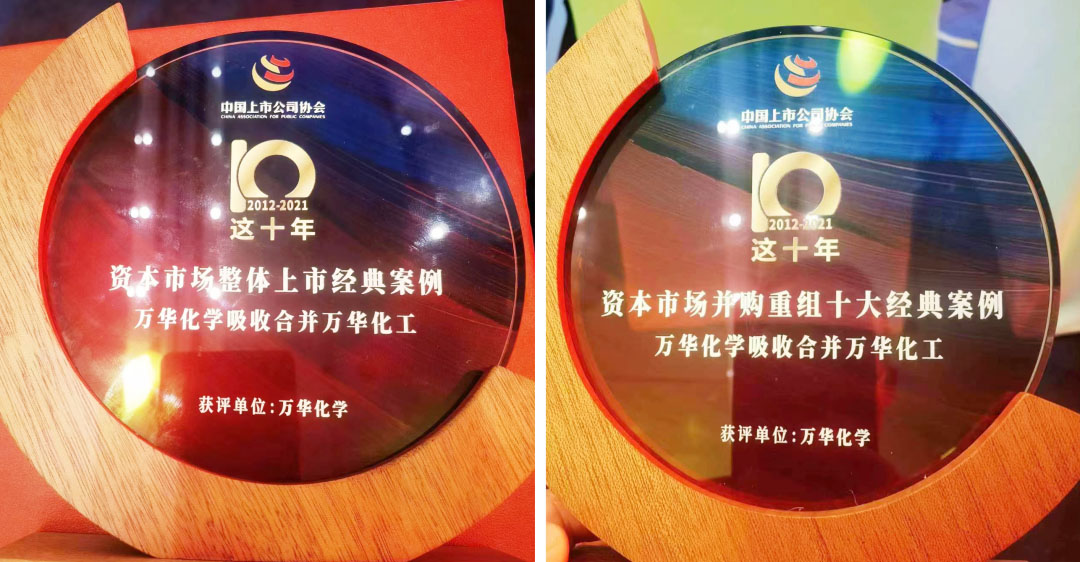 中国上市公司协会
CHINA ASSOCIATION FOR PUBLIC COMPANIES
10
2012-2021
这十年
资本市场整体上市经典案例
万华化学吸收合并万华化工
获评单位:万华化学
中国上市公司协会
CHINA ASSOCIATION FOR PUBLIC COMPANIES
10
2012-2021
这十年
资本市场并购重组十大经典案例
万华化学吸收合并万华化工
获评单位:万华化学